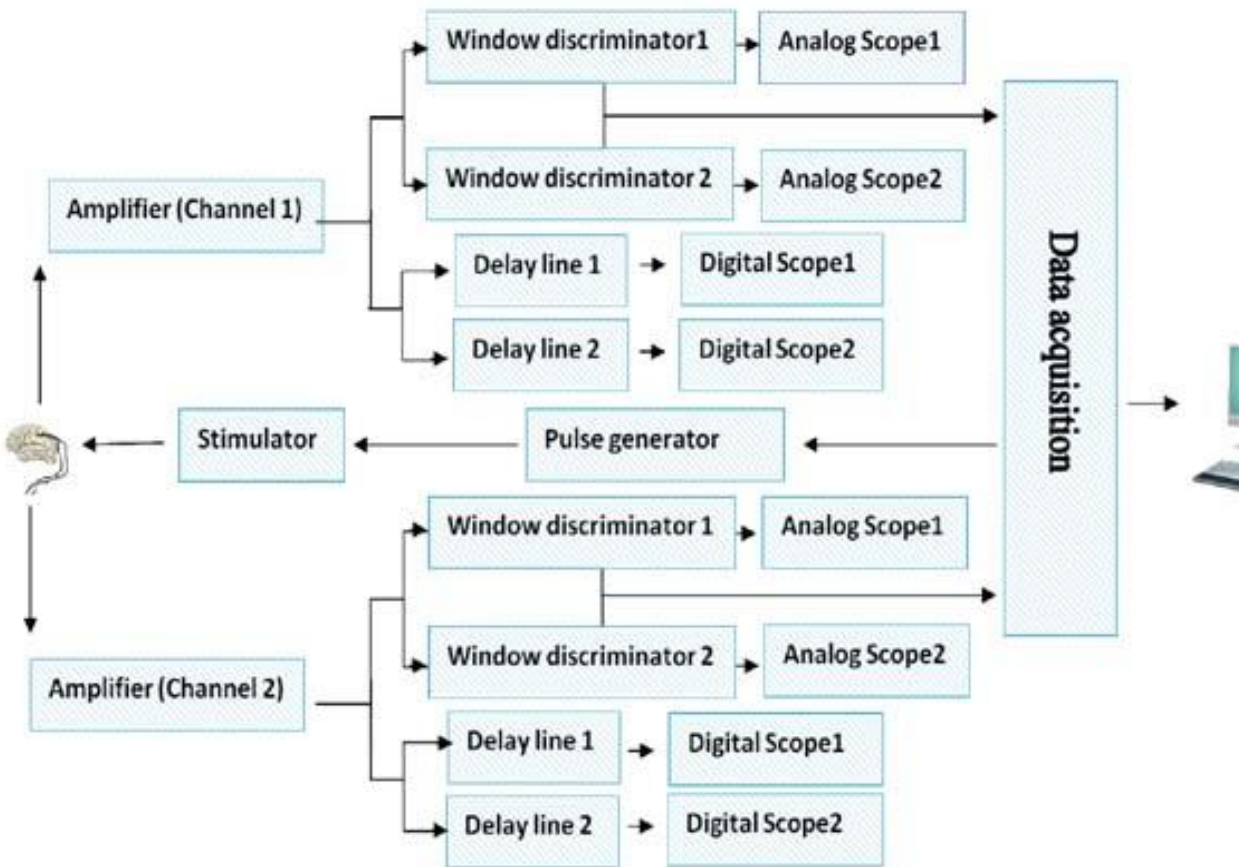 Window discriminator1
Analog Scope1
Window discriminator 2
Analog Scope2
Amplifier (Channel 1)
Delay line 1
Digital Scope1
Delay line 2
Digital Scope2
Data acquisition
Stimulator
Pulse generator
Window discriminator 1
Analog Scope1
Window discriminator 2
Analog Scope2
Amplifier (Channel 2)
Delay line 1
Digital Scope1
Delay line 2
Digital Scope2